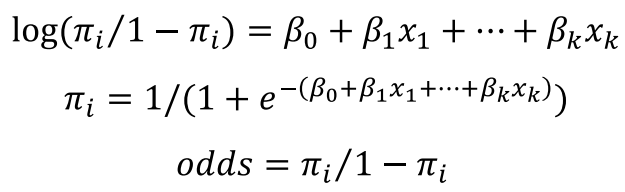 log(πᵢ/1 − πᵢ) = β₀ + β₁x₁ + ⋯ + βₖxₖ
πᵢ = 1/(1 + e^−(β₀+β₁x₁+⋯+βₖxₖ))
odds = πᵢ/1 − πᵢ